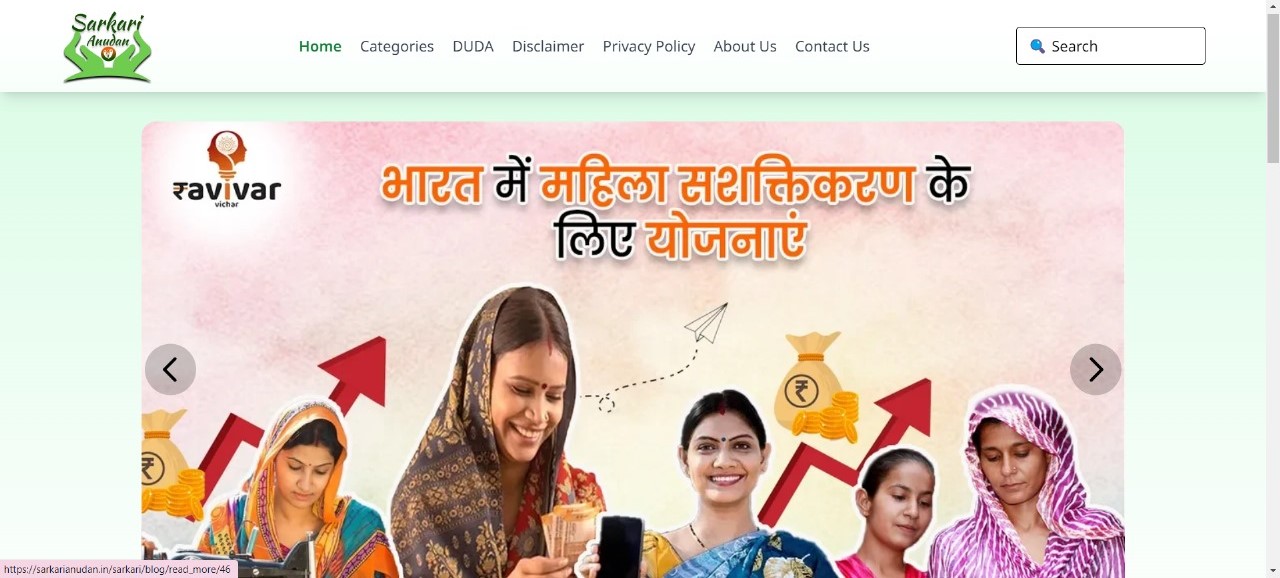 Sarkari
Anudan
Home Categories DUDA Disclaimer Privacy Policy About Us Contact Us
🔍 Search
₹avivar
vichar
भारत में महिला सशक्तिकरण के
लिए योजनाएं
₹
₹
https://sarkarianudan.in/sarkari/blog/read_more/46